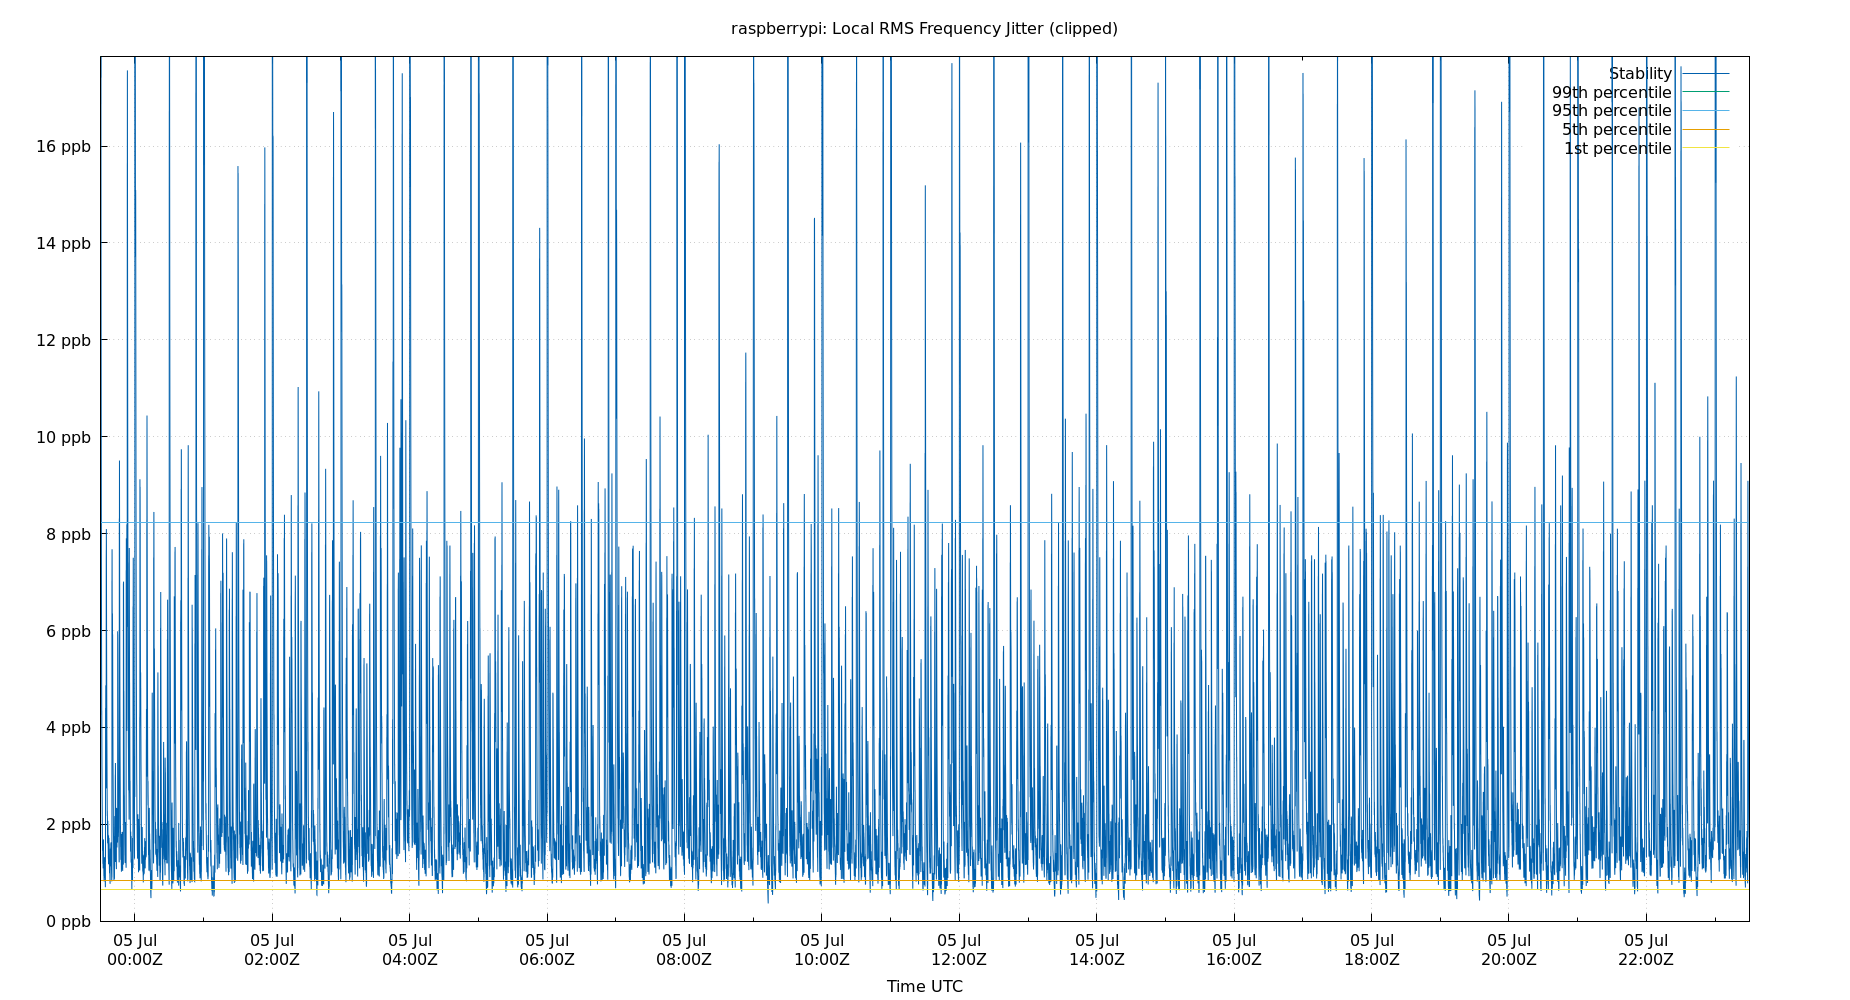 raspberrypi: Local RMS Frequency Jitter (clipped)
Stability
99th percentile
95th percentile
5th percentile
1st percentile
16 ppb
14 ppb
12 ppb
10 ppb
8 ppb
6 ppb
4 ppb
2 ppb
0 ppb
05 Jul 05 Jul 05 Jul 05 Jul 05 Jul 05 Jul 05 Jul 05 Jul 05 Jul 05 Jul 05 Jul 05 Jul
00:00Z 02:00Z 04:00Z 06:00Z 08:00Z 10:00Z 12:00Z 14:00Z 16:00Z 18:00Z 20:00Z 22:00Z
Time UTC